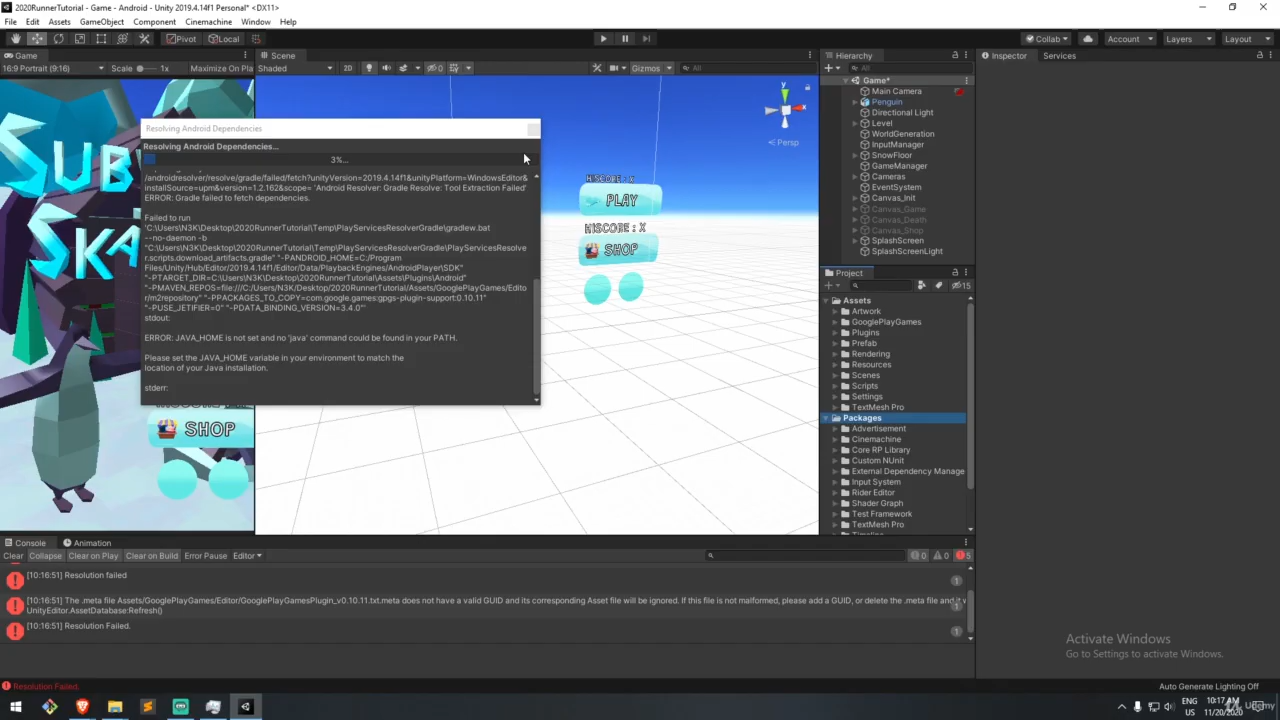 2020RunnerTutorial - Game - Android - Unity 2019.4.14f1 Personal* <DX11>
File Edit Assets GameObject Component Cinemachine Window Help
Pivot Local Collab Account Layers Layout
Game
16:9 Portrait (9:16) Scale 1x Maximize On Pla
SUB
SKA
SHOP
Scene
Shaded 2D 0 Gizmos All
y
x
Persp
HISCORE: X
PLAY
HISCORE: X
SHOP
Resolving Android Dependencies
Resolving Android Dependencies...
3%...
/androidresolver/resolve/gradle/failed/fetch?unityVersion=2019.4.14f1&unityPlatform=WindowsEditor&
installSource=upm&version=1.2.162&scope= 'Android Resolver: Gradle Resolve: Tool Extraction Failed'
ERROR: Gradle failed to fetch dependencies.
Failed to run
'C:\Users\N3K\Desktop\2020RunnerTutorial\Temp\PlayServicesResolverGradle\gradlew.bat
--no-daemon -b
"C:\Users\N3K\Desktop\2020RunnerTutorial\Temp\PlayServicesResolverGradle\PlayServicesResolve
r.scripts.download_artifacts.gradle" "-PANDROID_HOME=C:/Program
Files/Unity/Hub/Editor/2019.4.14f1/Editor/Data/PlaybackEngines/AndroidPlayer\SDK"
"-PTARGET_DIR=C:\Users\N3K\Desktop\2020RunnerTutorial\Assets\Plugins\Android"
"-PMAVEN_REPOS=file:///C:/Users/N3K/Desktop/2020RunnerTutorial/Assets/GooglePlayGames/Edito
r/m2repository" "-PPACKAGES_TO_COPY=com.google.games:gpgs-plugin-support:0.10.11"
"-PUSE_JETIFIER=0" "-PDATA_BINDING_VERSION=3.4.0"'
stdout:
ERROR: JAVA_HOME is not set and no 'java' command could be found in your PATH.
Please set the JAVA_HOME variable in your environment to match the
location of your Java installation.
stderr:
Hierarchy
All
Game*
Main Camera
Penguin
Directional Light
Level
WorldGeneration
InputManager
SnowFloor
GameManager
Cameras
EventSystem
Canvas_Init
Canvas_Game
Canvas_Death
Canvas_Shop
SplashScreen
SplashScreenLight
Project
15
Assets
Artwork
GooglePlayGames
Plugins
Prefab
Rendering
Resources
Scenes
Scripts
Settings
TextMesh Pro
Packages
Advertisement
Cinemachine
Core RP Library
Custom NUnit
External Dependency Manage
Input System
Rider Editor
Shader Graph
Test Framework
TextMesh Pro
Inspector Services
Console Animation
Clear Collapse Clear on Play Clear on Build Error Pause Editor 0 0 5
[10:16:51] Resolution failed
1
[10:16:51] The .meta file Assets/GooglePlayGames/Editor/GooglePlayGamesPlugin_v0.10.11.txt.meta does not have a valid GUID and its corresponding Asset file will be ignored. If this file is not malformed, please add a GUID, or delete the .meta file and it w
UnityEditor.AssetDatabase:Refresh()
1
[10:16:51] Resolution Failed.
1
Activate Windows
Go to Settings to activate Windows.
Resolution Failed.
Auto Generate Lighting Off
ENG
US
10:17 AM
11/20/2020
Udemy